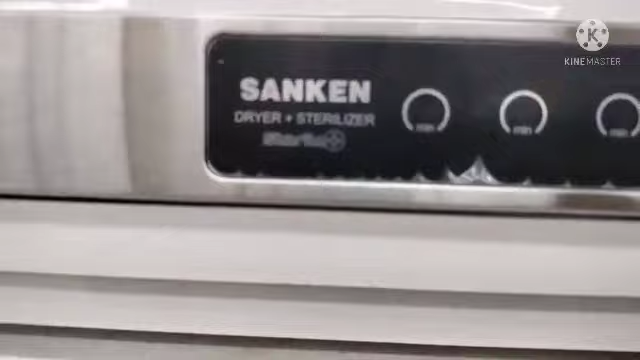 SANKEN
DRYER + STERILIZER
min
min
min
KINEMASTER